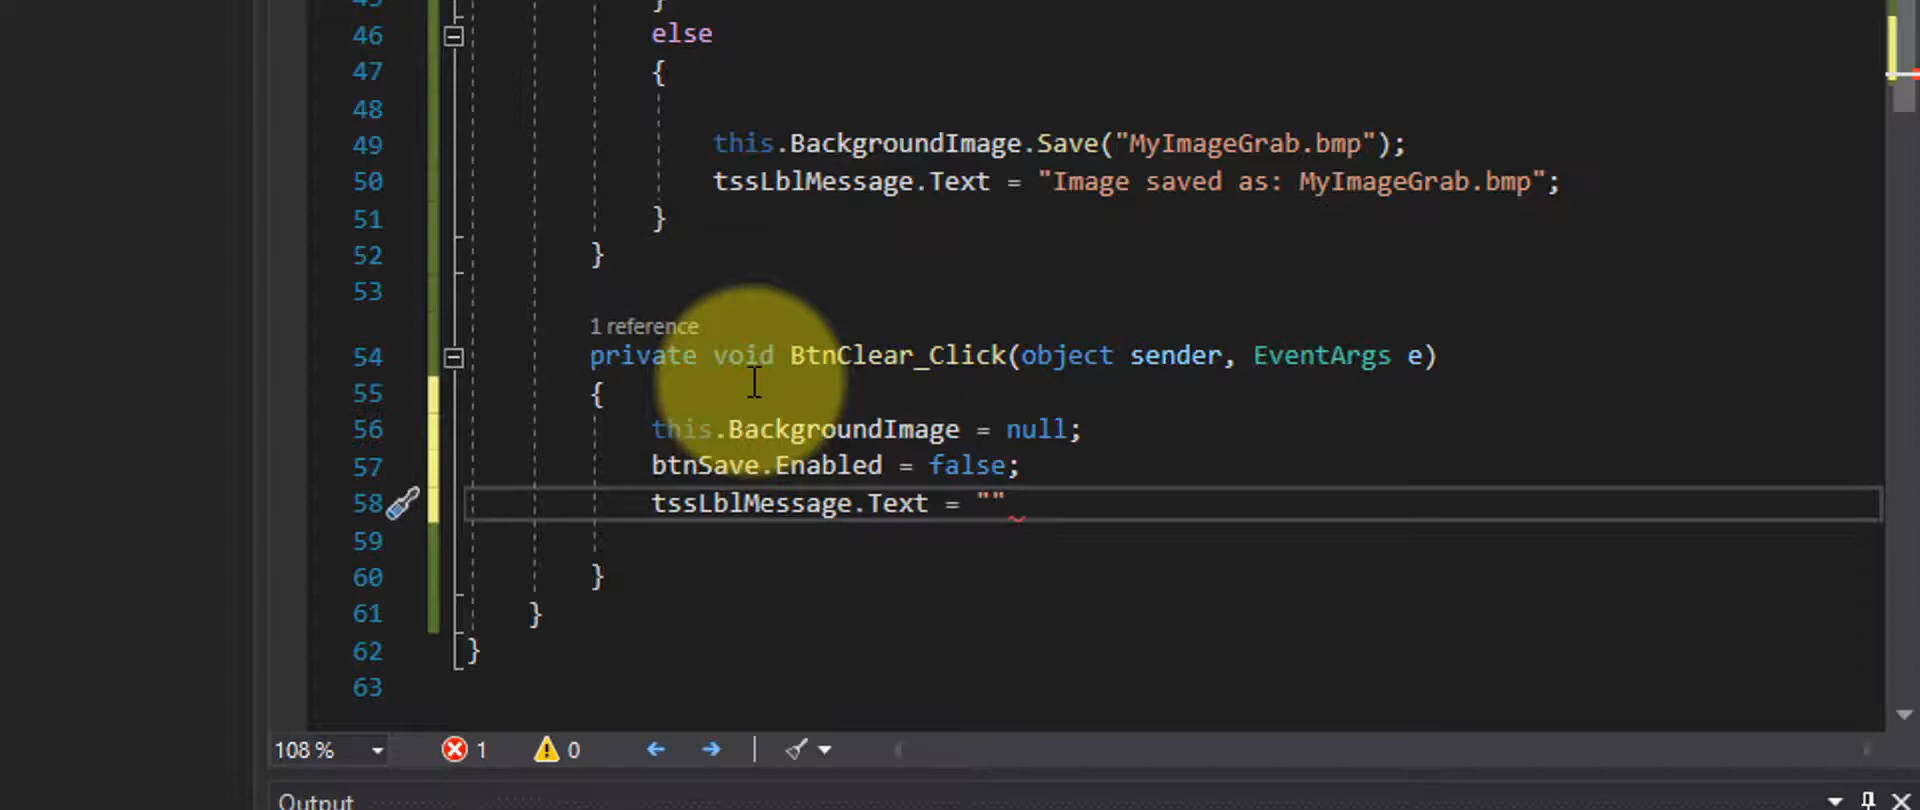 45 }
46 else
47 {
48
49 this.BackgroundImage.Save("MyImageGrab.bmp");
50 tssLblMessage.Text = "Image saved as: MyImageGrab.bmp";
51 }
52 }
53
1 reference
54 private void BtnClear_Click(object sender, EventArgs e)
55 {
56 this.BackgroundImage = null;
57 btnSave.Enabled = false;
58 tssLblMessage.Text = ""
59
60 }
61 }
62 }
63
108 % 1 0
Output